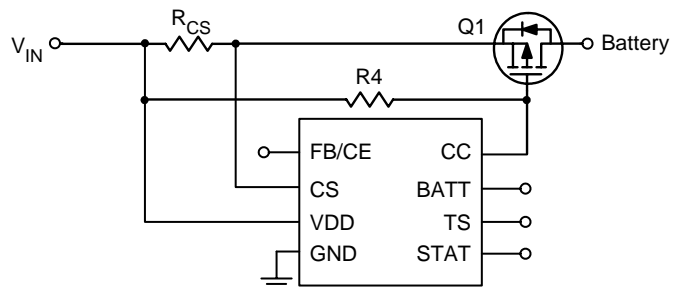 Q1
R_CS
V_IN
Battery
R4
FB/CE
CC
CS
BATT
VDD
TS
GND
STAT